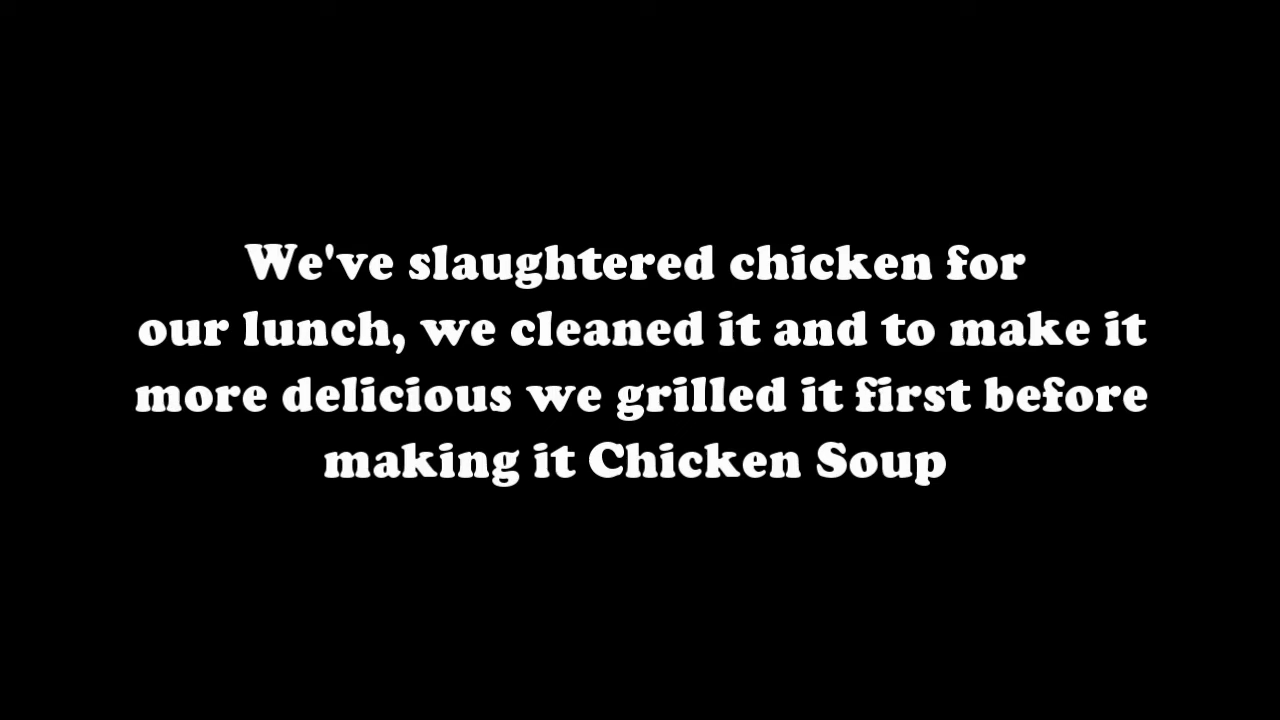 We've slaughtered chicken for
our lunch, we cleaned it and to make it
more delicious we grilled it first before
making it Chicken Soup